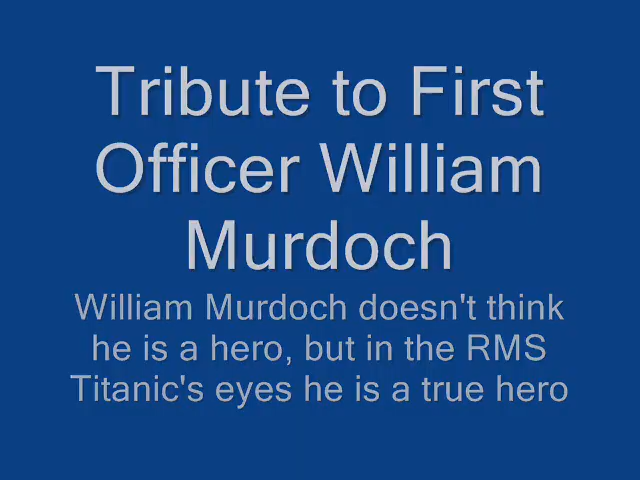 Tribute to First
Officer William
Murdoch
William Murdoch doesn't think
he is a hero, but in the RMS
Titanic's eyes he is a true hero